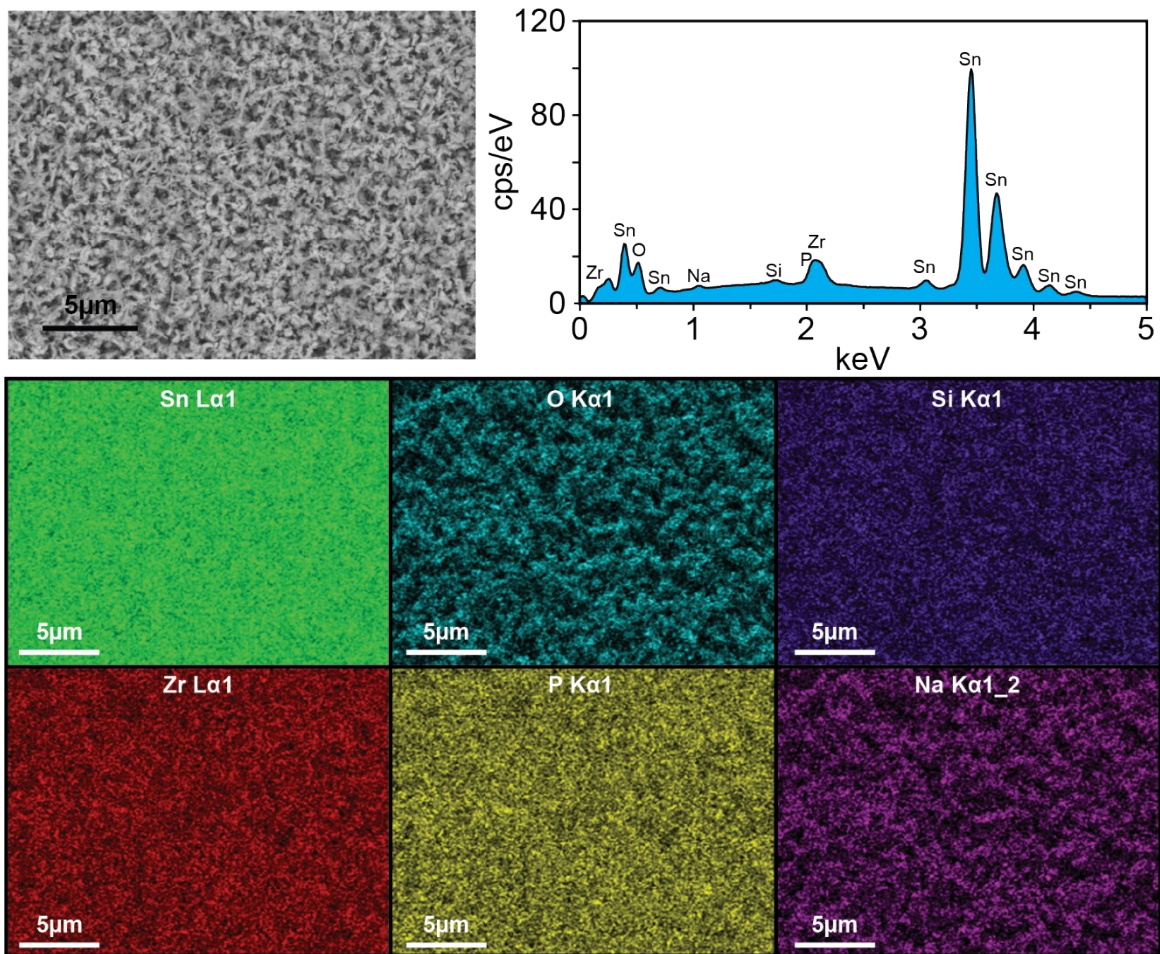 5µm
120
80
40
0
cps/eV
0 1 2 3 4 5
keV
Zr
Sn
O
Sn
Na
Si
P
Zr
Sn
Sn
Sn
Sn
Sn
Sn
Sn Lα1
5µm
O Kα1
5µm
Si Kα1
5µm
Zr Lα1
5µm
P Kα1
5µm
Na Kα1_2
5µm